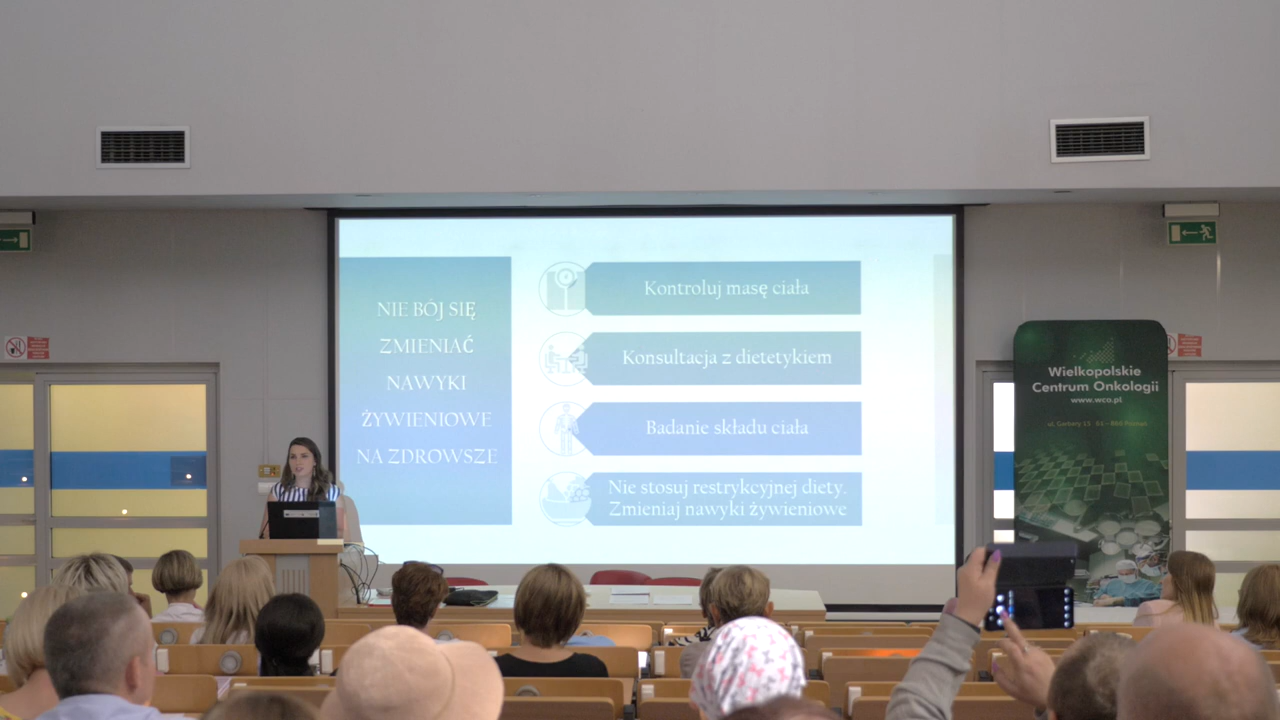 NIE BÓJ SIĘ
ZMIENIAĆ
NAWYKI
ŻYWIENIOWE
NA ZDROWSZE
Kontroluj masę ciała
Konsultacja z dietetykiem
Badanie składu ciała
Nie stosuj restrykcyjnej diety.
Zmieniaj nawyki żywieniowe
Wielkopolskie
Centrum Onkologii
www.wco.pl